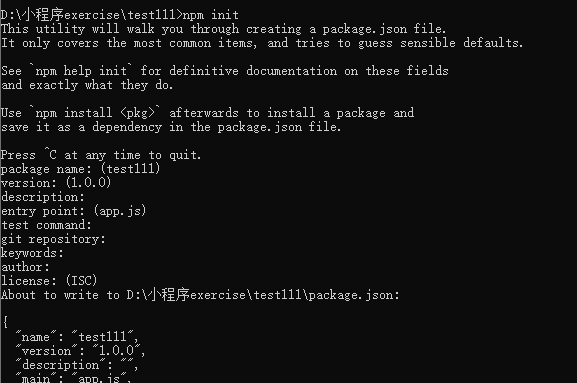 D:\小程序exercise\test111>npm init
This utility will walk you through creating a package.json file.
It only covers the most common items, and tries to guess sensible defaults.
See `npm help init` for definitive documentation on these fields
and exactly what they do.
Use `npm install <pkg>` afterwards to install a package and
save it as a dependency in the package.json file.
Press ^C at any time to quit.
package name: (test111)
version: (1.0.0)
description:
entry point: (app.js)
test command:
git repository:
keywords:
author:
license: (ISC)
About to write to D:\小程序exercise\test111\package.json:
{
"name": "test111",
"version": "1.0.0",
"description": "",
"main": "app.js",